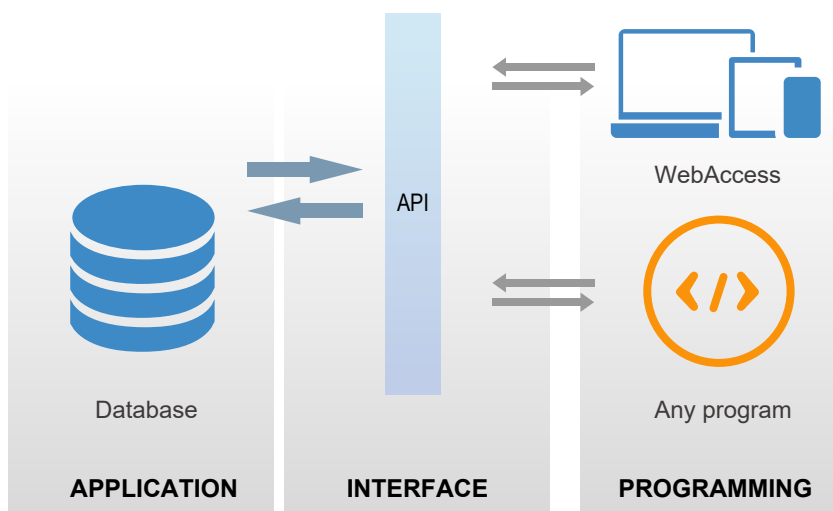 API
WebAccess
Database
Any program
APPLICATION
INTERFACE
PROGRAMMING